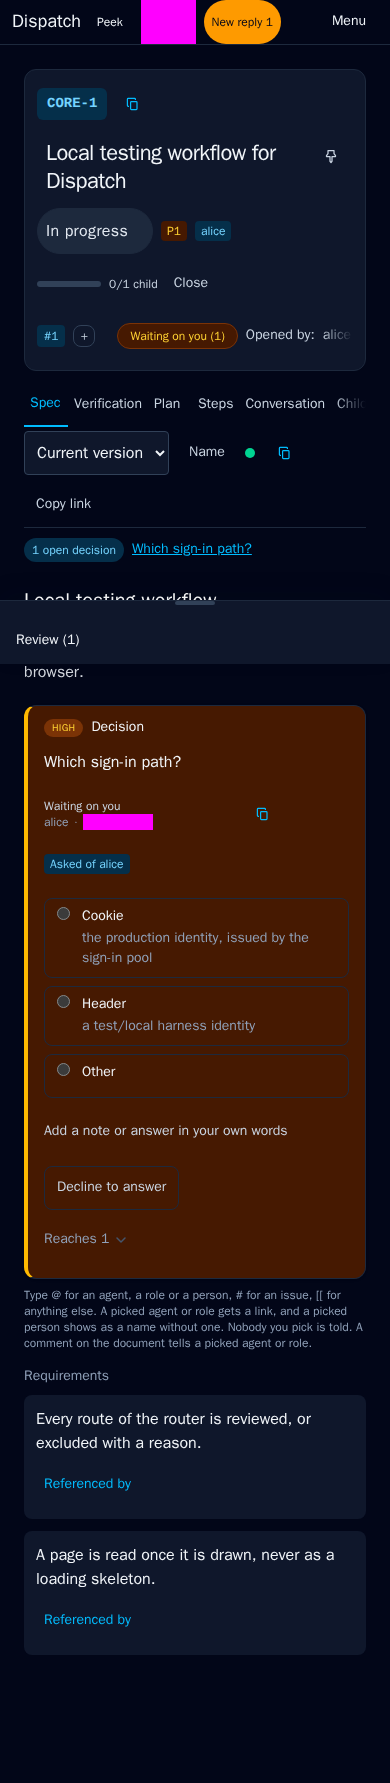 Dispatch
Peek
New reply 1
Menu
CORE-1
Local testing workflow for
Dispatch
In progress
P1
alice
0/1 child
Close
#1
+
Waiting on you (1)
Opened by: alice
Spec
Verification
Plan
Steps
Conversation
Current version
Name
Copy link
1 open decision
Which sign-in path?
Local testing workflow
Review (1)
browser.
HIGH
Decision
Which sign-in path?
Waiting on you
alice ·
Asked of alice
Cookie
the production identity, issued by the
sign-in pool
Header
a test/local harness identity
Other
Add a note or answer in your own words
Decline to answer
Reaches 1
Type @ for an agent, a role or a person, # for an issue, [[ for
anything else. A picked agent or role gets a link, and a picked
person shows as a name without one. Nobody you pick is told. A
comment on the document tells a picked agent or role.
Requirements
Every route of the router is reviewed, or
excluded with a reason.
Referenced by
A page is read once it is drawn, never as a
loading skeleton.
Referenced by